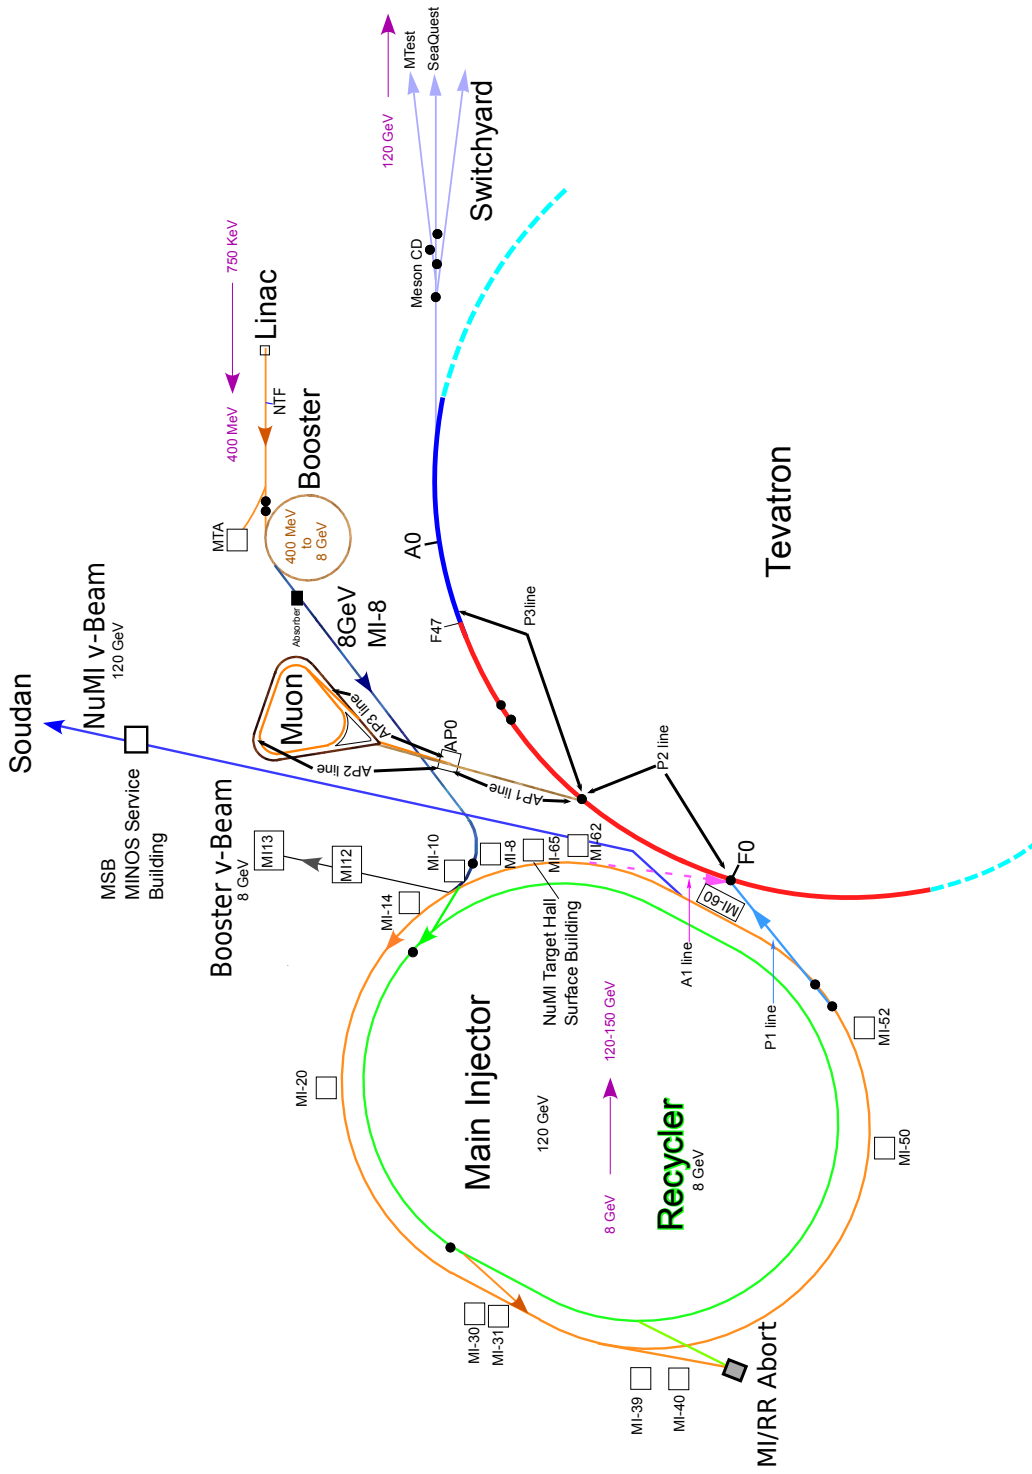 Soudan
NuMI ν-Beam
120 GeV
MSB
MINOS Service
Building
Booster ν-Beam
8 GeV
MI13
MI12
MTA
400 MeV
750 KeV
Linac
NTF
Booster
400 MeV
to
8 GeV
Absorber
8GeV
MI-8
Muon
AP2 line
AP3 line
AP0
AP1 line
120 GeV
MTest
SeaQuest
Meson CD
Switchyard
A0
F47
P3line
P2 line
F0
Tevatron
MI-60
MI-62
MI-65
MI-8
MI-10
MI-14
NuMI Target Hall
Surface Building
A1 line
P1 line
MI-52
MI-50
MI-20
Main Injector
120 GeV
8 GeV
120-150 GeV
Recycler
8 GeV
MI-30
MI-31
MI-39
MI-40
MI/RR Abort